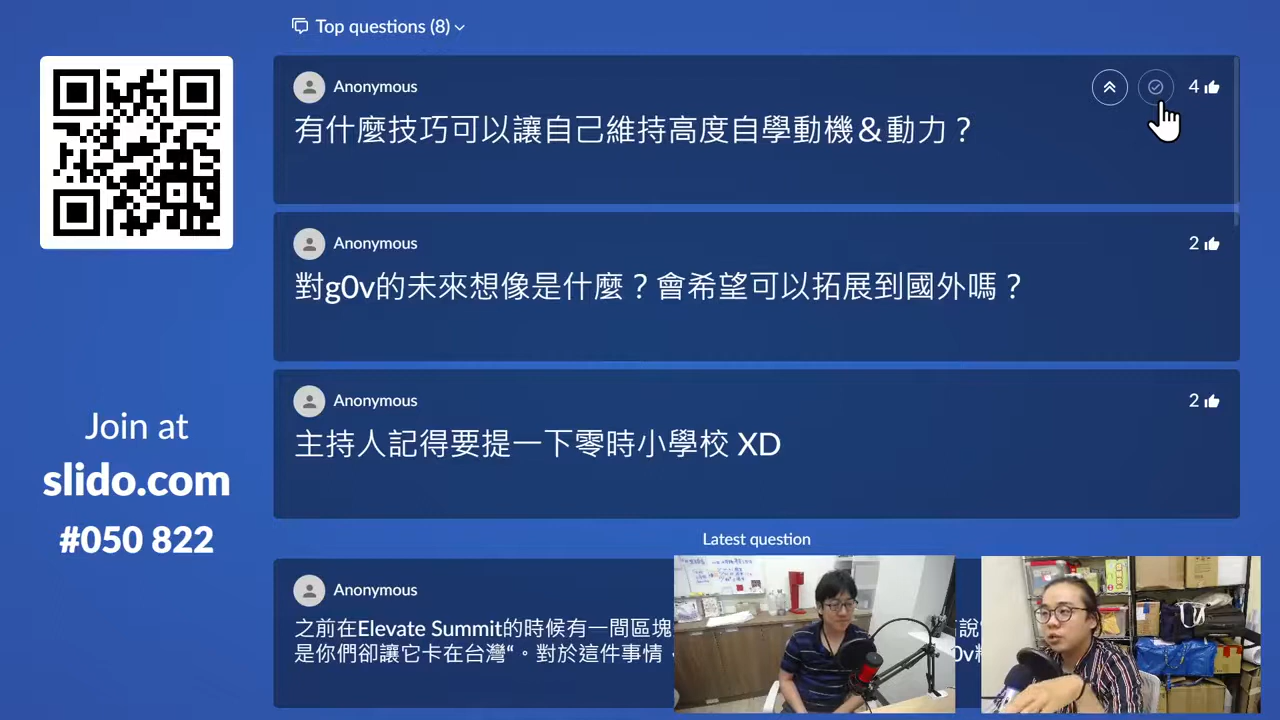 Top questions (8)
Anonymous
4
有什麼技巧可以讓自己維持高度自學動機＆動力？
Anonymous
2
對g0v的未來想像是什麼？會希望可以拓展到國外嗎？
Anonymous
2
主持人記得要提一下零時小學校 XD
Join at
slido.com
#050 822
Latest question
Anonymous
之前在Elevate Summit的時候有一間區塊
說
是你們卻讓它卡在台灣“。對於這件事情
0v